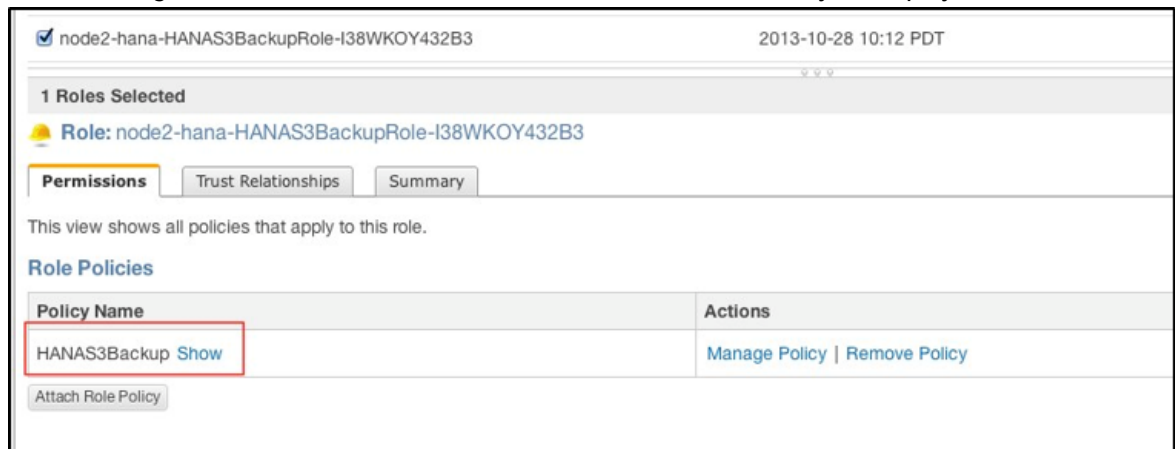 node2-hana-HANAS3BackupRole-I38WKOY432B3 2013-10-28 10:12 PDT
1 Roles Selected
Role: node2-hana-HANAS3BackupRole-I38WKOY432B3
Permissions Trust Relationships Summary
This view shows all policies that apply to this role.
Role Policies
Policy Name Actions
HANAS3Backup Show Manage Policy | Remove Policy
Attach Role Policy